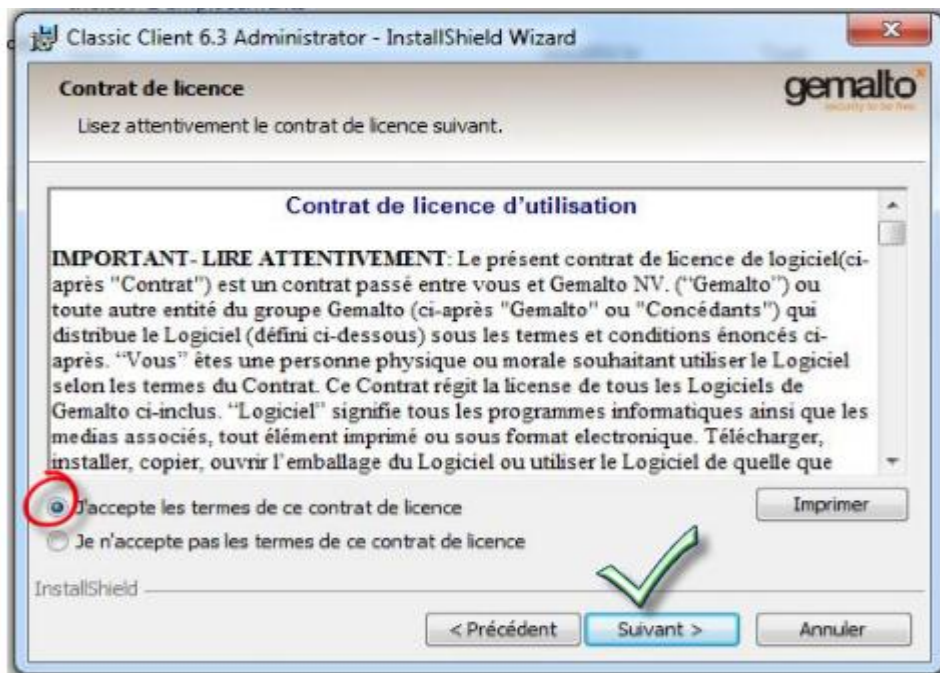 Classic Client 6.3 Administrator - InstallShield Wizard
Contrat de licence
gemalto
security to be free
Lisez attentivement le contrat de licence suivant.
Contrat de licence d'utilisation
IMPORTANT- LIRE ATTENTIVEMENT: Le présent contrat de licence de logiciel(ci-
après "Contrat") est un contrat passé entre vous et Gemalto NV. ("Gemalto") ou
toute autre entité du groupe Gemalto (ci-après "Gemalto" ou "Concédants") qui
distribue le Logiciel (défini ci-dessous) sous les termes et conditions énoncés ci-
après. “Vous” êtes une personne physique ou morale souhaitant utiliser le Logiciel
selon les termes du Contrat. Ce Contrat régit la license de tous les Logiciels de
Gemalto ci-inclus. “Logiciel” signifie tous les programmes informatiques ainsi que les
medias associés, tout élément imprimé ou sous format electronique. Télécharger,
installer, copier, ouvrir l'emballage du Logiciel ou utiliser le Logiciel de quelle que
J'accepte les termes de ce contrat de licence
Imprimer
Je n'accepte pas les termes de ce contrat de licence
InstallShield
< Précédent
Suivant >
Annuler